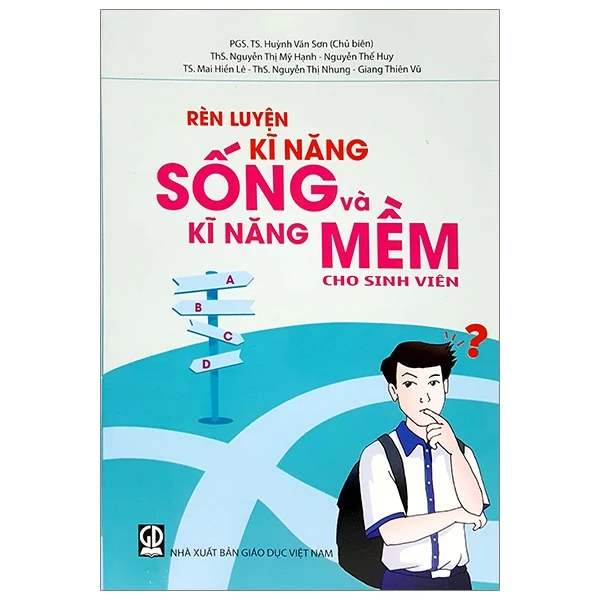 PGS. TS. Huỳnh Văn Sơn (Chủ biên)
ThS. Nguyễn Thị Mỹ Hạnh - Nguyễn Thế Huy
TS. Mai Hiền Lê - ThS. Nguyễn Thị Nhung - Giang Thiên Vũ
RÈN LUYỆN
KĨ NĂNG
SỐNG và
KĨ NĂNG MỀM
CHO SINH VIÊN
A
B
C
D
?
GD
NHÀ XUẤT BẢN GIÁO DỤC VIỆT NAM